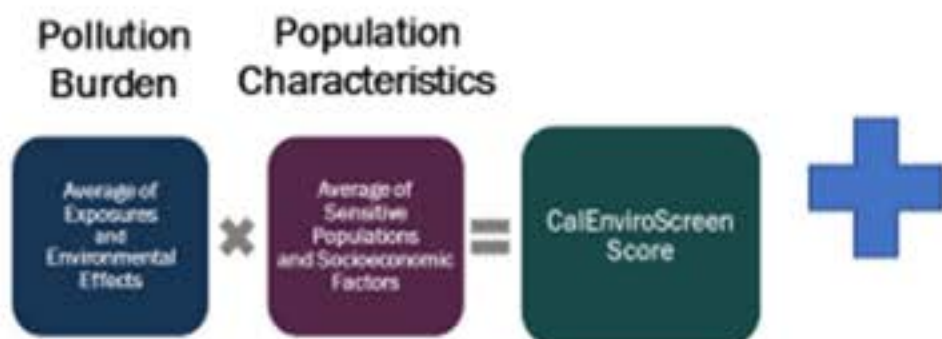 Pollution
Burden
Population
Characteristics
Average of
Exposures
and
Environmental
Effects
Average of
Sensitive
Populations
and Socioeconomic
Factors
CalEnviroScreen
Score